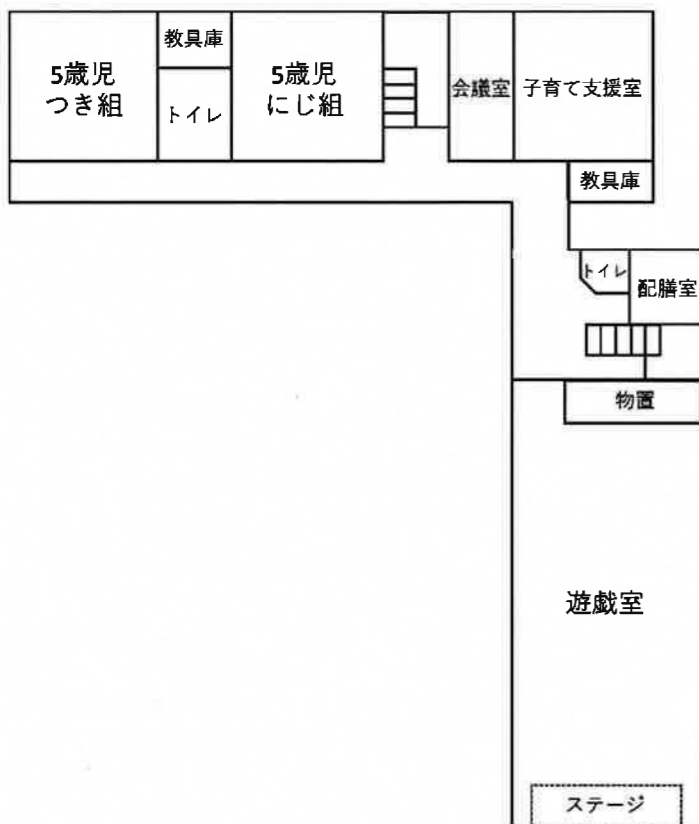 5歳児
つき組
教具庫
トイレ
5歳児
にじ組
会議室
子育て支援室
教具庫
トイレ
配膳室
物置
遊戯室
ステージ